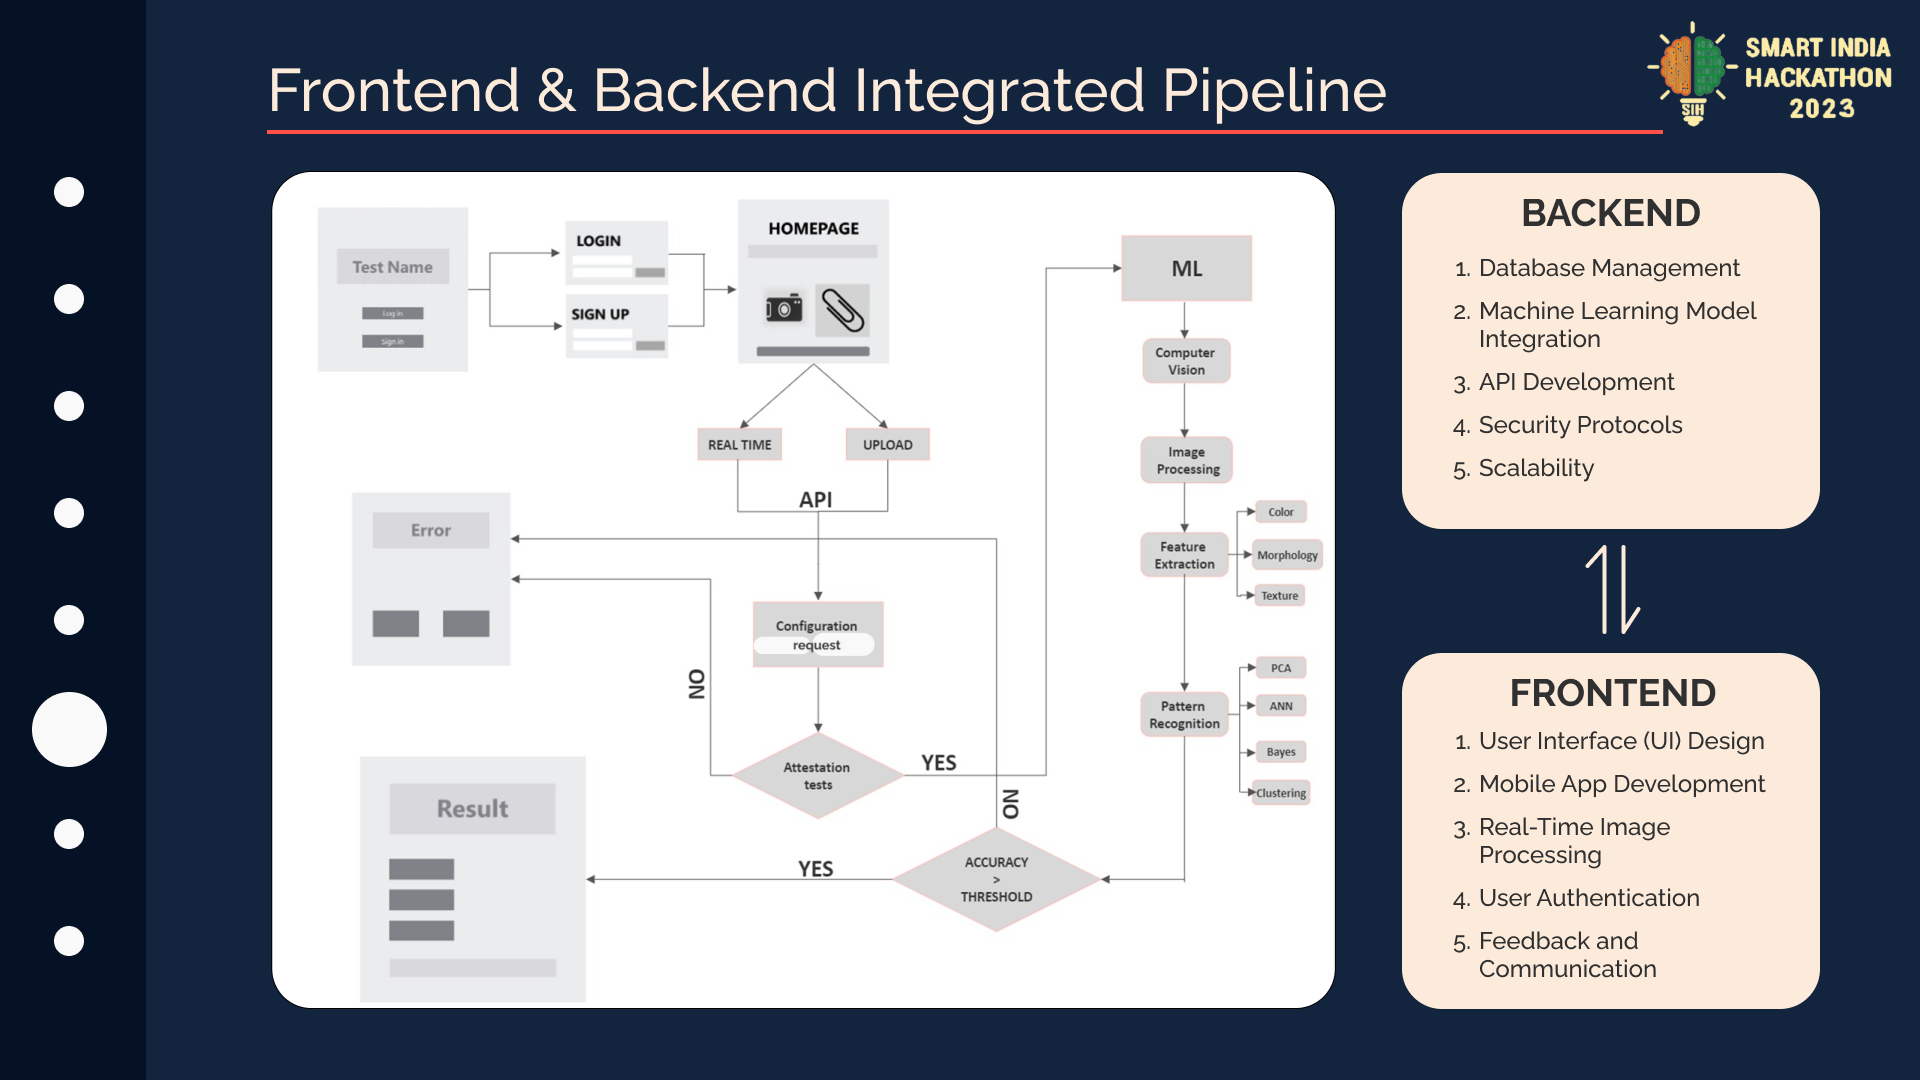 Frontend & Backend Integrated Pipeline
SMART INDIA
HACKATHON
2023
SIH
Test Name
Log in
Sign in
LOGIN
SIGN UP
HOMEPAGE
REAL TIME
UPLOAD
API
Error
Configuration
request
NO
Attestation
tests
YES
NO
Result
YES
ACCURACY
>
THRESHOLD
ML
Computer
Vision
Image
Processing
Feature
Extraction
Color
Morphology
Texture
Pattern
Recognition
PCA
ANN
Bayes
Clustering
BACKEND
1. Database Management
2. Machine Learning Model
Integration
3. API Development
4. Security Protocols
5. Scalability
FRONTEND
1. User Interface (UI) Design
2. Mobile App Development
3. Real-Time Image
Processing
4. User Authentication
5. Feedback and
Communication